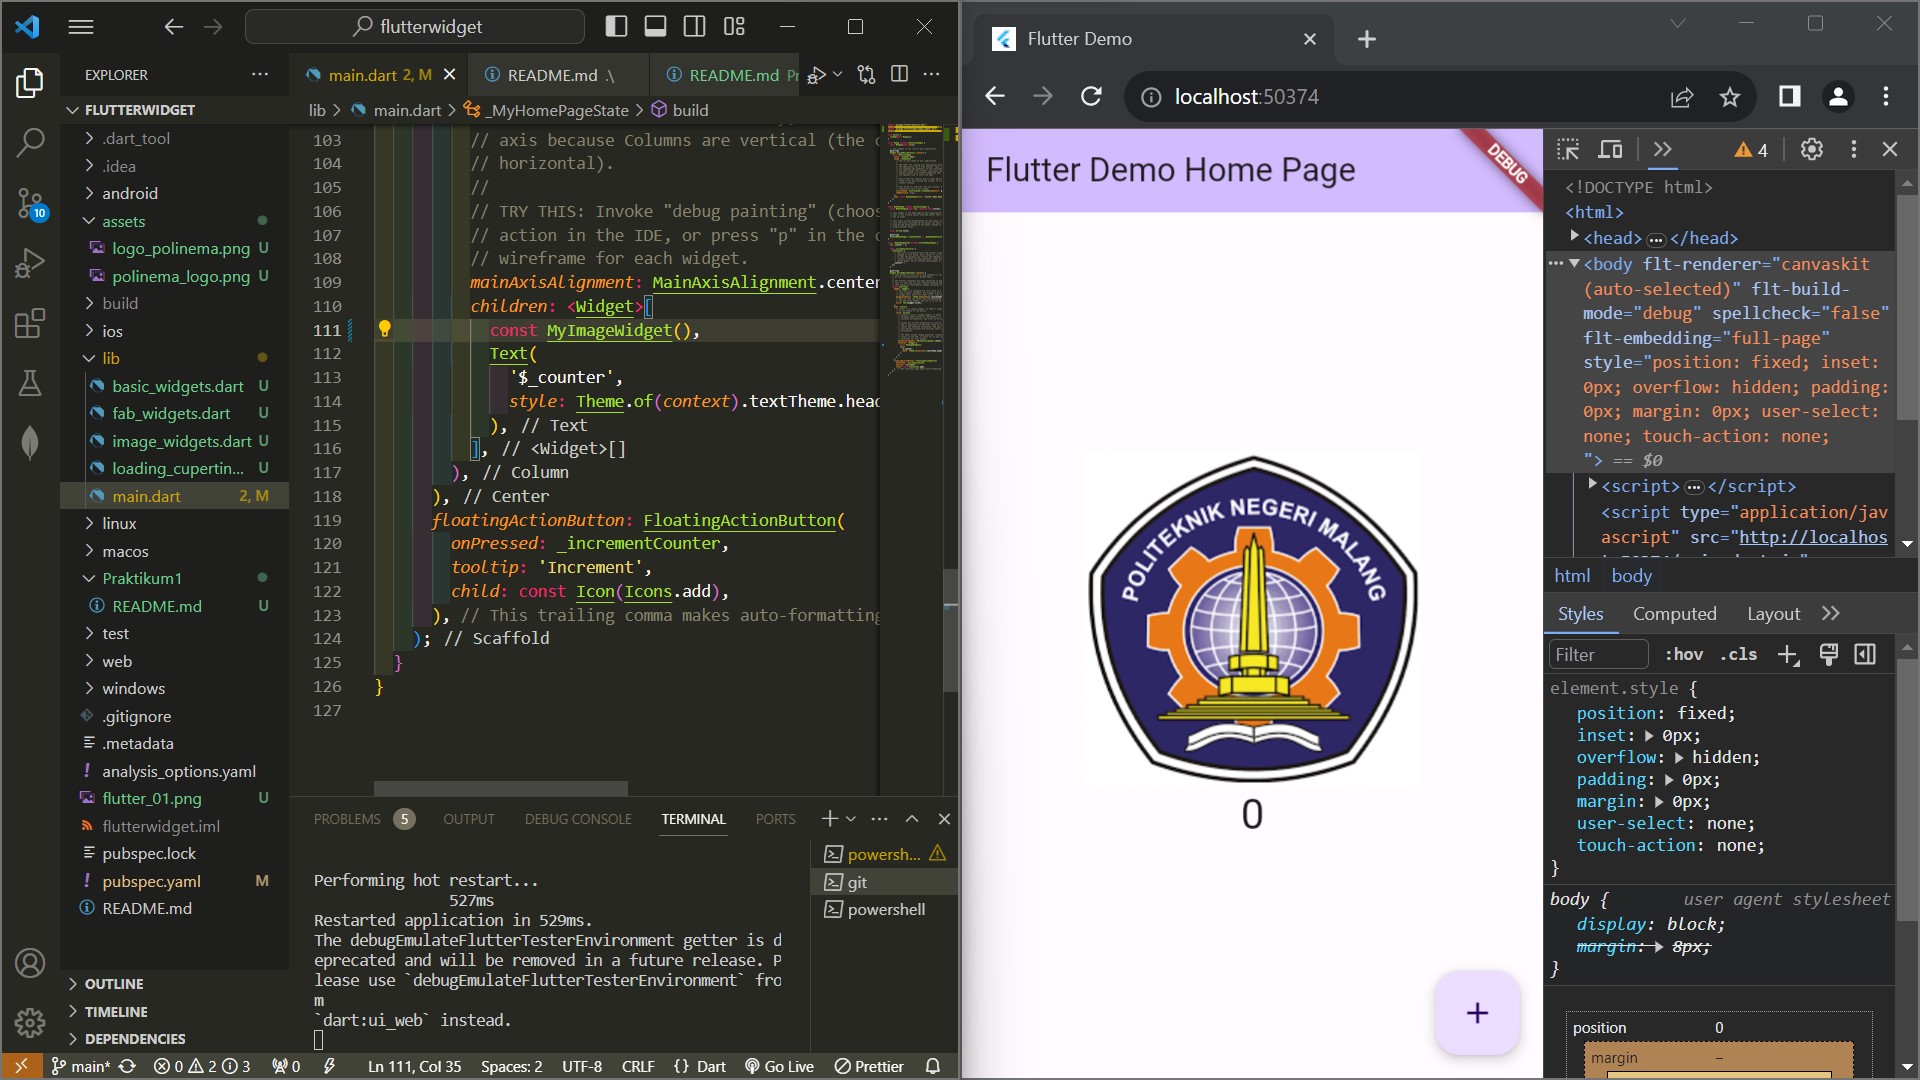 flutterwidget
EXPLORER
FLUTTERWIDGET
.dart_tool
.idea
android
assets
logo_polinema.png U
polinema_logo.png U
build
ios
lib
basic_widgets.dart U
fab_widgets.dart U
image_widgets.dart U
loading_cupertin... U
main.dart 2, M
linux
macos
Praktikum1
README.md U
test
web
windows
.gitignore
.metadata
analysis_options.yaml
flutter_01.png U
flutterwidget.iml
pubspec.lock
pubspec.yaml M
README.md
OUTLINE
TIMELINE
DEPENDENCIES
10
main.dart 2, M
README.md .\
README.md Pr
lib > main.dart > _MyHomePageState > build
103 // axis because Columns are vertical (the c
104 // horizontal).
105 //
106 // TRY THIS: Invoke "debug painting" (choos
107 // action in the IDE, or press "p" in the c
108 // wireframe for each widget.
109 mainAxisAlignment: MainAxisAlignment.center
110 children: <Widget>[
111 const MyImageWidget(),
112 Text(
113 '$_counter',
114 style: Theme.of(context).textTheme.head
115 ), // Text
116 ], // <Widget>[]
117 ), // Column
118 ), // Center
119 floatingActionButton: FloatingActionButton(
120 onPressed: _incrementCounter,
121 tooltip: 'Increment',
122 child: const Icon(Icons.add),
123 ), // This trailing comma makes auto-formatting
124 ); // Scaffold
125 }
126 }
127
PROBLEMS 5 OUTPUT DEBUG CONSOLE TERMINAL PORTS
Performing hot restart...
527ms
Restarted application in 529ms.
The debugEmulateFlutterTesterEnvironment getter is d
eprecated and will be removed in a future release. P
lease use `debugEmulateFlutterTesterEnvironment` fro
m
`dart:ui_web` instead.
powersh...
git
powershell
main* 0 2 3 0 Ln 111, Col 35 Spaces: 2 UTF-8 CRLF {} Dart Go Live Prettier
Flutter Demo
localhost:50374
Flutter Demo Home Page
DEBUG
POLITEKNIK NEGERI MALANG
0
+
4
<!DOCTYPE html>
<html>
<head> ... </head>
... <body flt-renderer="canvaskit
(auto-selected)" flt-build-
mode="debug" spellcheck="false"
flt-embedding="full-page"
style="position: fixed; inset:
0px; overflow: hidden; padding:
0px; margin: 0px; user-select:
none; touch-action: none;
"> == $0
<script> ... </script>
<script type="application/jav
ascript" src="http://localhos
html body
Styles Computed Layout
Filter :hov .cls
element.style {
position: fixed;
inset: 0px;
overflow: hidden;
padding: 0px;
margin: 0px;
user-select: none;
touch-action: none;
}
body { user agent stylesheet
display: block;
margin: 8px;
}
position 0
margin –